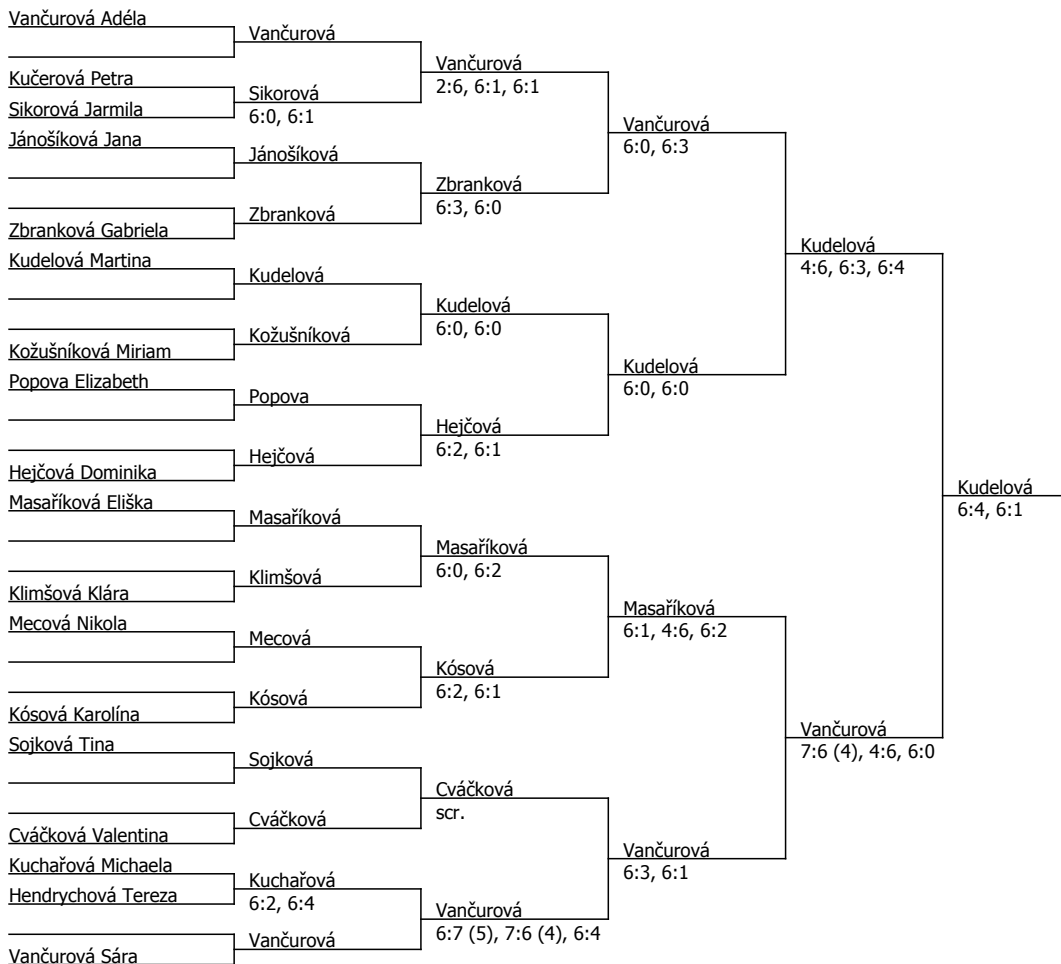 Vančurová Adéla
Kučerová Petra
Sikorová Jarmila
Jánošíková Jana
Zbranková Gabriela
Kudelová Martina
Kožušníková Miriam
Popova Elizabeth
Hejčová Dominika
Masaříková Eliška
Klimšová Klára
Mecová Nikola
Kósová Karolína
Sojková Tina
Cváčková Valentina
Kuchařová Michaela
Hendrychová Tereza
Vančurová Sára
Vančurová
Sikorová
6:0, 6:1
Jánošíková
Zbranková
Kudelová
Kožušníková
Popova
Hejčová
Masaříková
Klimšová
Mecová
Kósová
Sojková
Cváčková
Kuchařová
6:2, 6:4
Vančurová
Vančurová
2:6, 6:1, 6:1
Zbranková
6:3, 6:0
Kudelová
6:0, 6:0
Hejčová
6:2, 6:1
Masaříková
6:0, 6:2
Kósová
6:2, 6:1
Cváčková
scr.
Vančurová
6:7 (5), 7:6 (4), 6:4
Vančurová
6:0, 6:3
Kudelová
6:0, 6:0
Masaříková
6:1, 4:6, 6:2
Vančurová
6:3, 6:1
Kudelová
4:6, 6:3, 6:4
Vančurová
7:6 (4), 4:6, 6:0
Kudelová
6:4, 6:1